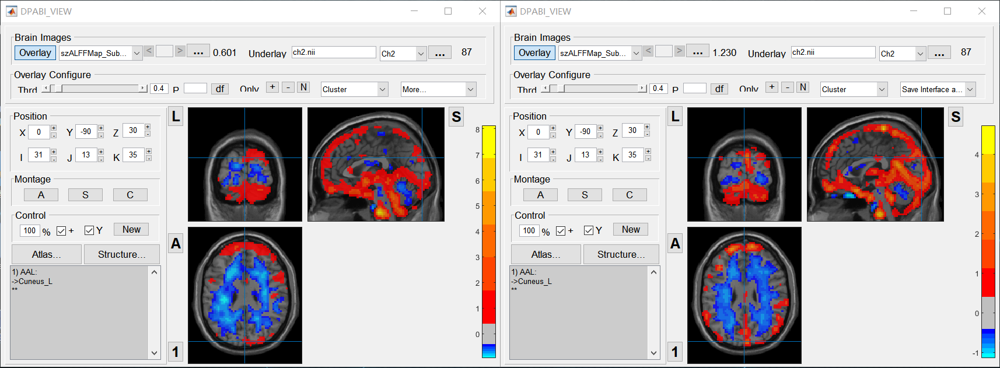 DPABI_VIEW
Brain Images
Overlay szALFFMap_Sub... < > ... 0.601 Underlay ch2.nii Ch2 ... 87
Overlay Configure
Thrd 0.4 P df Only + - N Cluster More...
Position
X 0 + - Y -90 + - Z 30 + -
I 31 + - J 13 + - K 35 + -
Montage
A S C
Control
100 % + Y New
Atlas... Structure...
1) AAL:
->Cuneus_L
**
L
S
A
1
8
7
6
5
4
3
2
1
0
DPABI_VIEW
Brain Images
Overlay szALFFMap_Sub... < > ... 1.230 Underlay ch2.nii Ch2 ... 87
Overlay Configure
Thrd 0.4 P df Only + - N Cluster Save Interface a...
Position
X 0 + - Y -90 + - Z 30 + -
I 31 + - J 13 + - K 35 + -
Montage
A S C
Control
100 % + Y New
Atlas... Structure...
1) AAL:
->Cuneus_L
**
L
S
A
1
4
3
2
1
0
-1